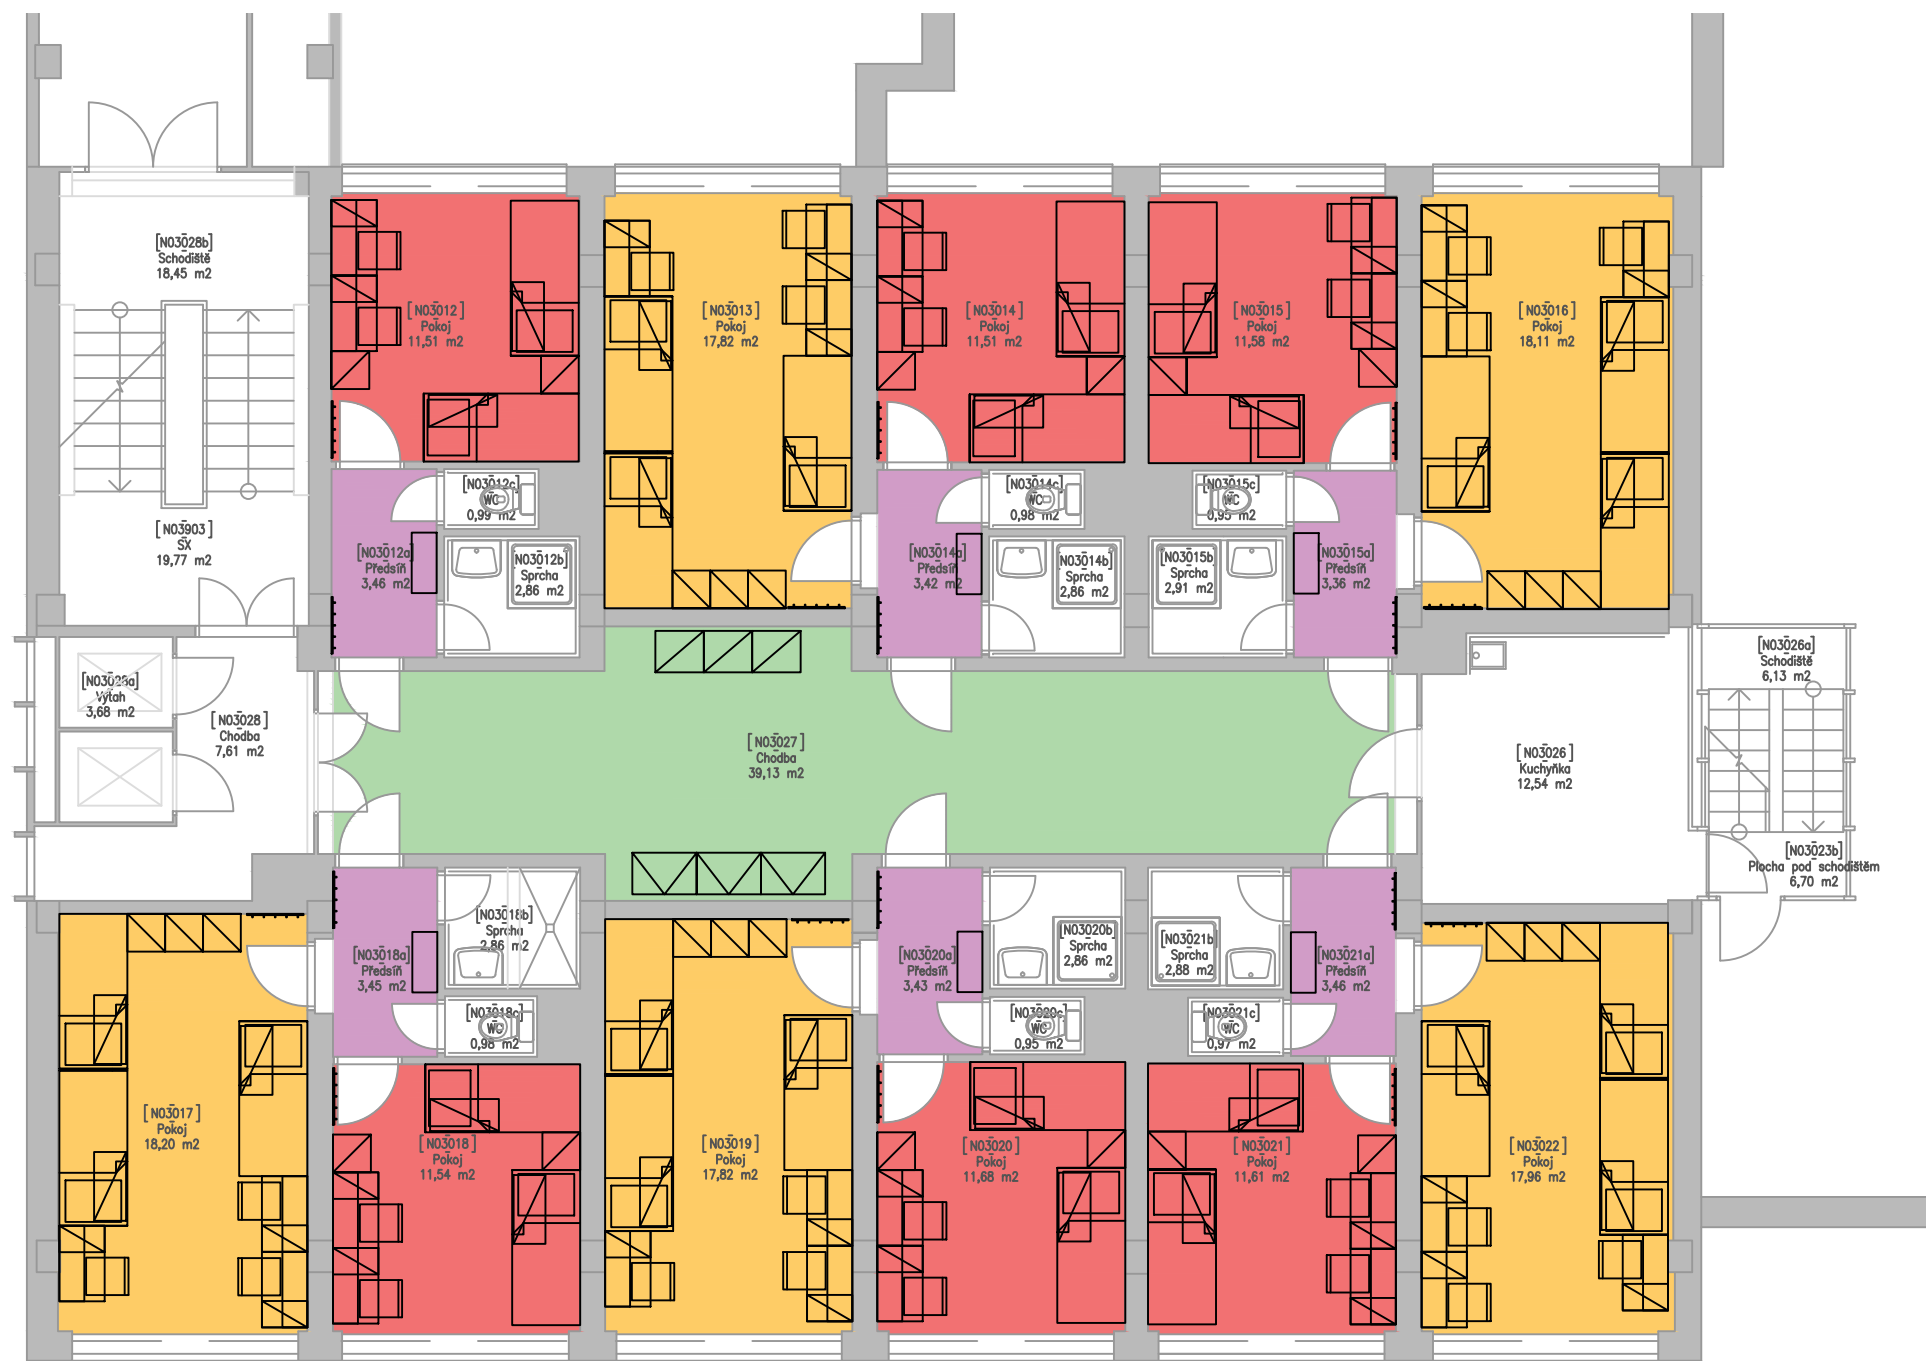 [N03028b]
Schodiště
18,45 m2
[N03012]
Pokoj
11,51 m2
[N03013]
Pokoj
17,82 m2
[N03014]
Pokoj
11,51 m2
[N03015]
Pokoj
11,58 m2
[N03016]
Pokoj
18,11 m2
[N03903]
SX
19,77 m2
[N03012c]
WC
0,99 m2
[N03014c]
WC
0,98 m2
[N03015c]
WC
0,95 m2
[N03012a]
Předsíň
3,46 m2
[N03012b]
Sprcha
2,86 m2
[N03014a]
Předsíň
3,42 m2
[N03014b]
Sprcha
2,86 m2
[N03015b]
Sprcha
2,91 m2
[N03015a]
Předsíň
3,36 m2
[N03026a]
Schodiště
6,13 m2
[N03028a]
Výtah
3,68 m2
[N03028]
Chodba
7,61 m2
[N03027]
Chodba
39,13 m2
[N03026]
Kuchyňka
12,54 m2
[N03023b]
Plocha pod schodištěm
6,70 m2
[N03018b]
Sprcha
2,86 m2
[N03018a]
Předsíň
3,45 m2
[N03020a]
Předsíň
3,43 m2
[N03020b]
Sprcha
2,86 m2
[N03021b]
Sprcha
2,88 m2
[N03021a]
Předsíň
3,46 m2
[N03018c]
WC
0,98 m2
[N03020c]
WC
0,95 m2
[N03021c]
WC
0,97 m2
[N03017]
Pokoj
18,20 m2
[N03018]
Pokoj
11,54 m2
[N03019]
Pokoj
17,82 m2
[N03020]
Pokoj
11,68 m2
[N03021]
Pokoj
11,61 m2
[N03022]
Pokoj
17,96 m2